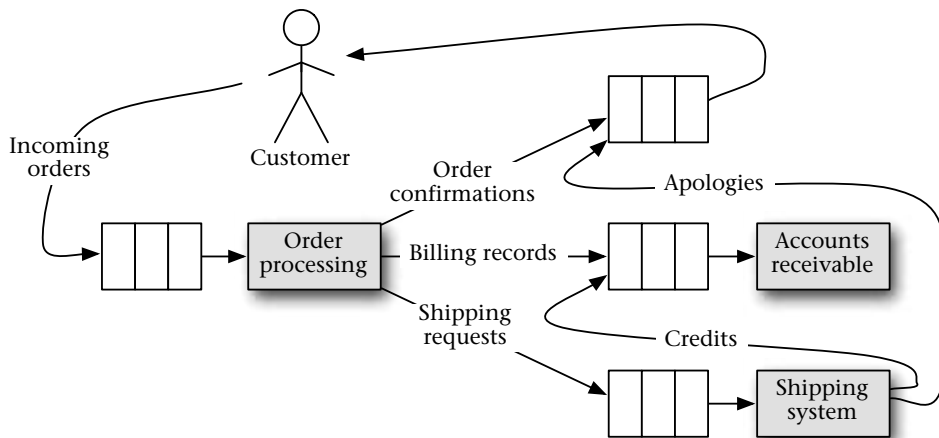 Incoming
orders
Customer
Order
confirmations
Apologies
Order
processing
Billing records
Accounts
receivable
Shipping
requests
Credits
Shipping
system